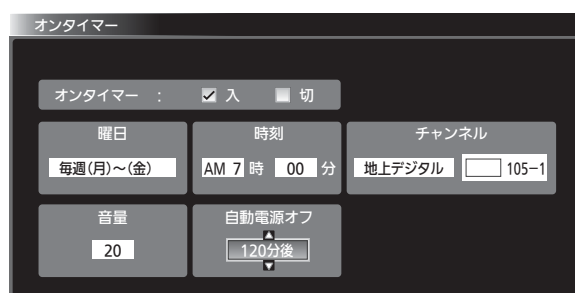 オンタイマー
オンタイマー : 入 切
曜日
毎週(月)～(金)
時刻
AM 7 時 00 分
チャンネル
地上デジタル 105-1
音量
20
自動電源オフ
120分後